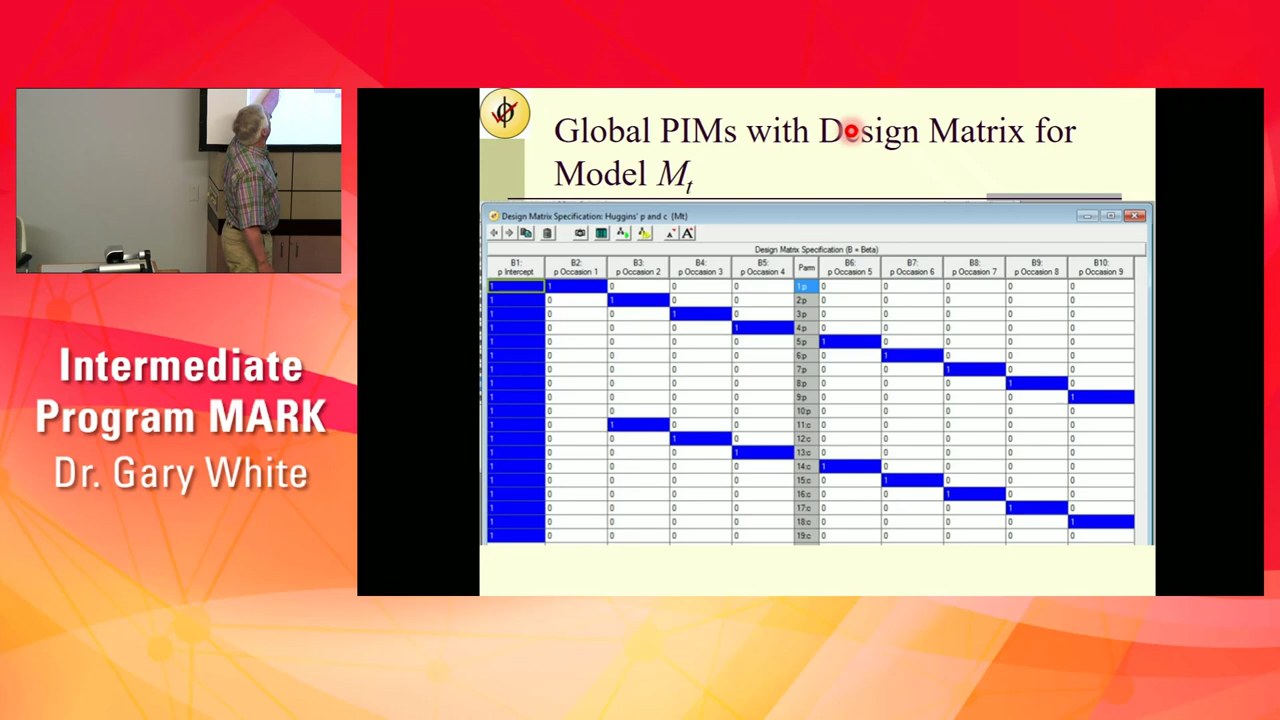 Global PIMs with Design Matrix for
Model Mt
Design Matrix Specification: Huggins' p and c {Mt}
Design Matrix Specification (B = Beta)
B1: B2: B3: B4: B5: Parm B6: B7: B8: B9: B10:
p Intercept p Occasion 1 p Occasion 2 p Occasion 3 p Occasion 4 p Occasion 5 p Occasion 6 p Occasion 7 p Occasion 8 p Occasion 9
1 1 0 0 0 1:p 0 0 0 0 0
1 0 1 0 0 2:p 0 0 0 0 0
1 0 0 1 0 3:p 0 0 0 0 0
1 0 0 0 1 4:p 0 0 0 0 0
1 0 0 0 0 5:p 1 0 0 0 0
1 0 0 0 0 6:p 0 1 0 0 0
1 0 0 0 0 7:p 0 0 1 0 0
1 0 0 0 0 8:p 0 0 0 1 0
1 0 0 0 0 9:p 0 0 0 0 1
1 0 0 0 0 10:p 0 0 0 0 0
1 0 1 0 0 11:c 0 0 0 0 0
1 0 0 1 0 12:c 0 0 0 0 0
1 0 0 0 1 13:c 0 0 0 0 0
1 0 0 0 0 14:c 1 0 0 0 0
1 0 0 0 0 15:c 0 1 0 0 0
1 0 0 0 0 16:c 0 0 1 0 0
1 0 0 0 0 17:c 0 0 0 1 0
1 0 0 0 0 18:c 0 0 0 0 1
1 0 0 0 0 19:c 0 0 0 0 0
Intermediate
Program MARK
Dr. Gary White